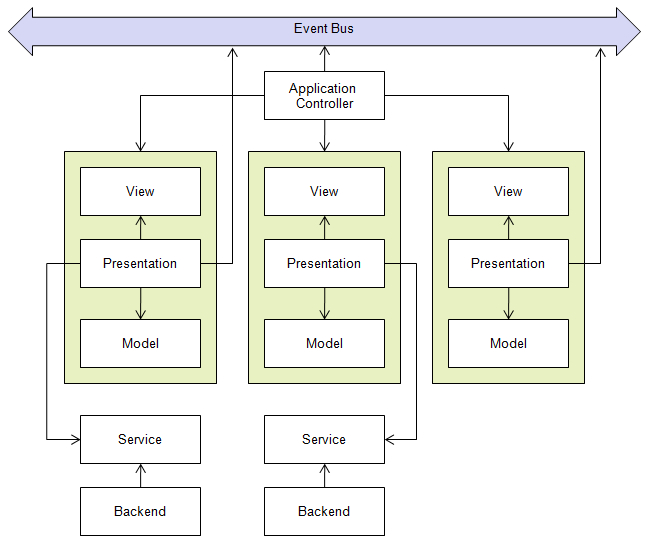 Event Bus
Application
Controller
View
View
View
Presentation
Presentation
Presentation
Model
Model
Model
Service
Service
Backend
Backend